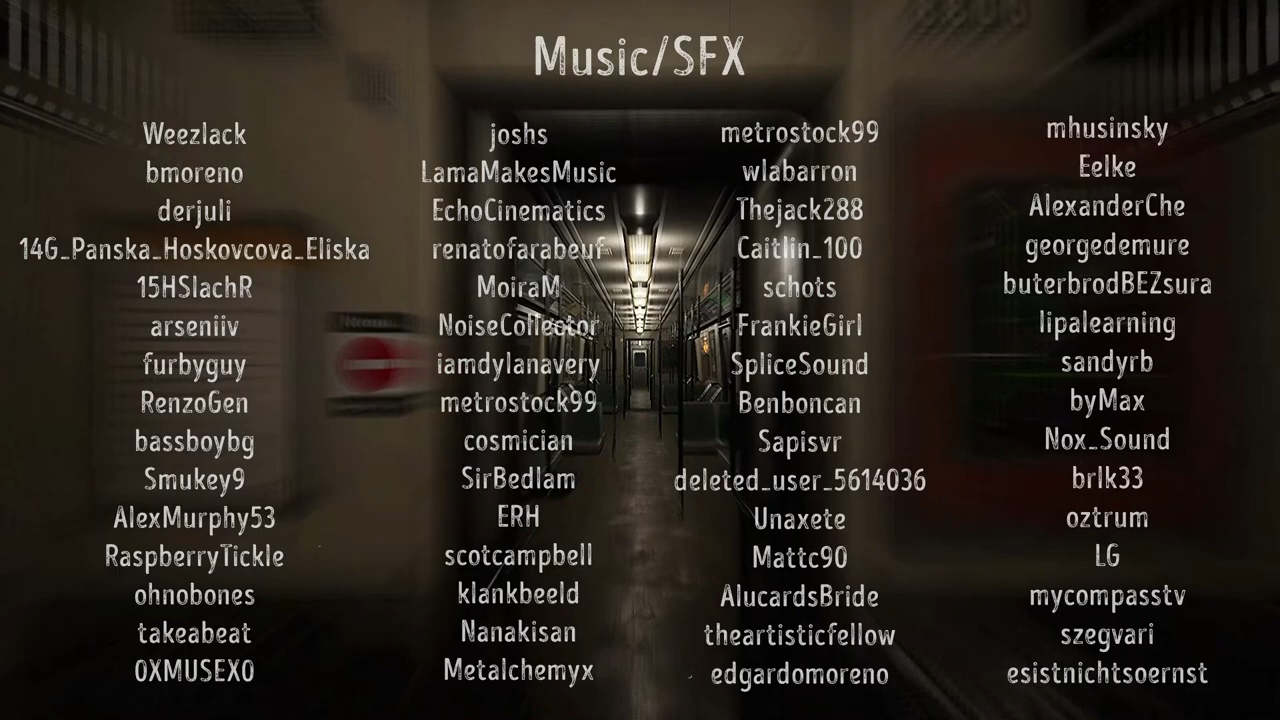 Music/SFX
Weezlack
bmoreno
derjuli
14G_Panska_Hoskovcova_Eliska
15HSlachR
arseniiv
furbyguy
RenzoGen
bassboybg
Smukey9
AlexMurphy53
RaspberryTickle
ohnobones
takeabeat
0XMUSEX0
joshs
LamaMakesMusic
EchoCinematics
renatofarabeuf
MoiraM
NoiseCollector
iamdylanavery
metrostock99
cosmician
SirBedlam
ERH
scotcampbell
klankbeeld
Nanakisan
Metalchemyx
metrostock99
wlabarron
Thejack288
Caitlin_100
schots
FrankieGirl
SpliceSound
Benboncan
Sapisvr
deleted_user_5614036
Unaxete
Mattc90
AlucardsBride
theartisticfellow
edgardomoreno
mhusinsky
Eelke
AlexanderChe
georgedemure
buterbrodBEZsura
lipalearning
sandyrb
byMax
Nox_Sound
brlk33
oztrum
LG
mycompasstv
szegvari
esistnichtsoernst